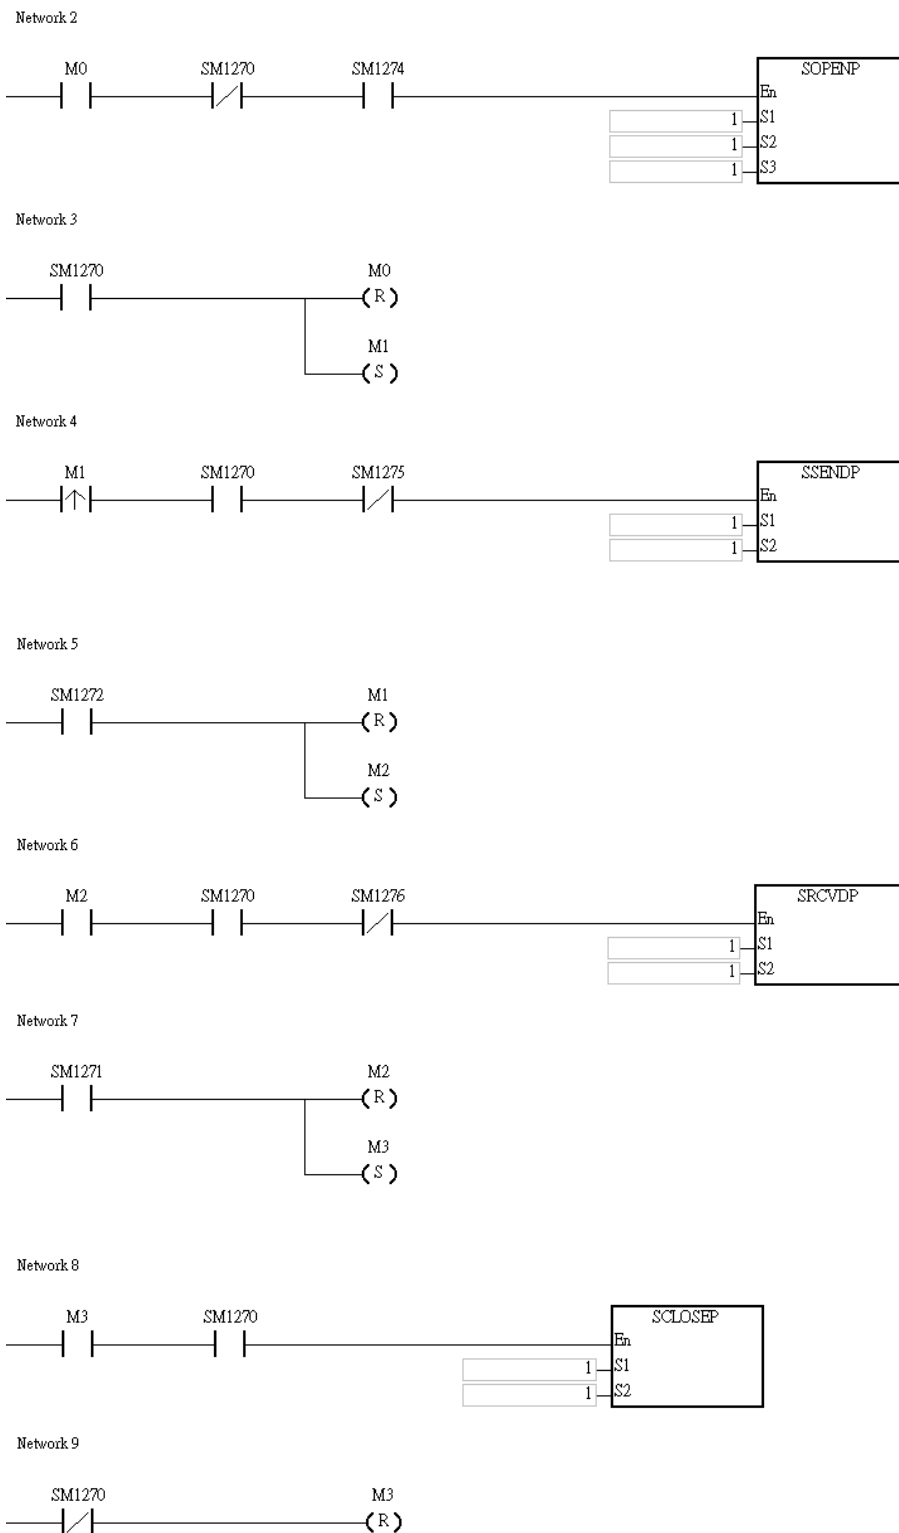 Network 2
M0 SM1270 SM1274 SOPENP
En
1 S1
1 S2
1 S3
Network 3
SM1270 M0
R
M1
S
Network 4
M1 SM1270 SM1275 SSENDP
En
1 S1
1 S2
Network 5
SM1272 M1
R
M2
S
Network 6
M2 SM1270 SM1276 SRCVDP
En
1 S1
1 S2
Network 7
SM1271 M2
R
M3
S
Network 8
M3 SM1270 SCLOSEP
En
1 S1
1 S2
Network 9
SM1270 M3
R